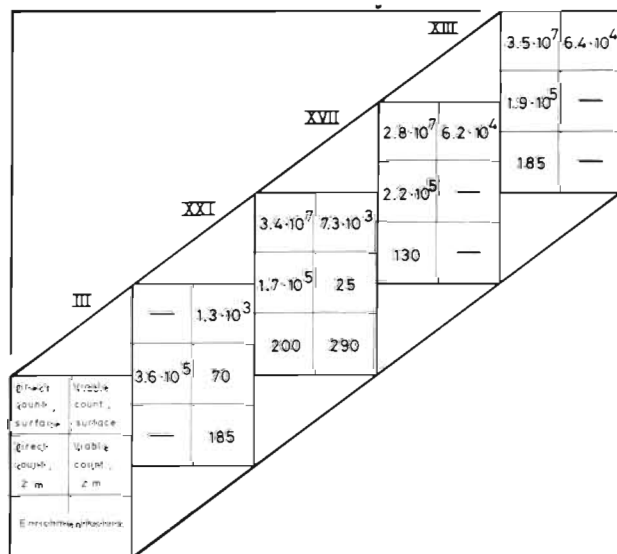 XIII
3.5·10⁷ 6.4·10⁴
1.9·10⁵ —
185 —
XVII
2.8·10⁷ 6.2·10⁴
2.2·10⁵ —
130 —
XXI
3.4·10⁷ 7.3·10³
1.7·10⁵ 25
200 290
III
— 1.3·10³
3.6·10⁵ 70
— 185
Direct Viable
count, count,
surface surface
Direct Viable
count, count,
2 m 2 m